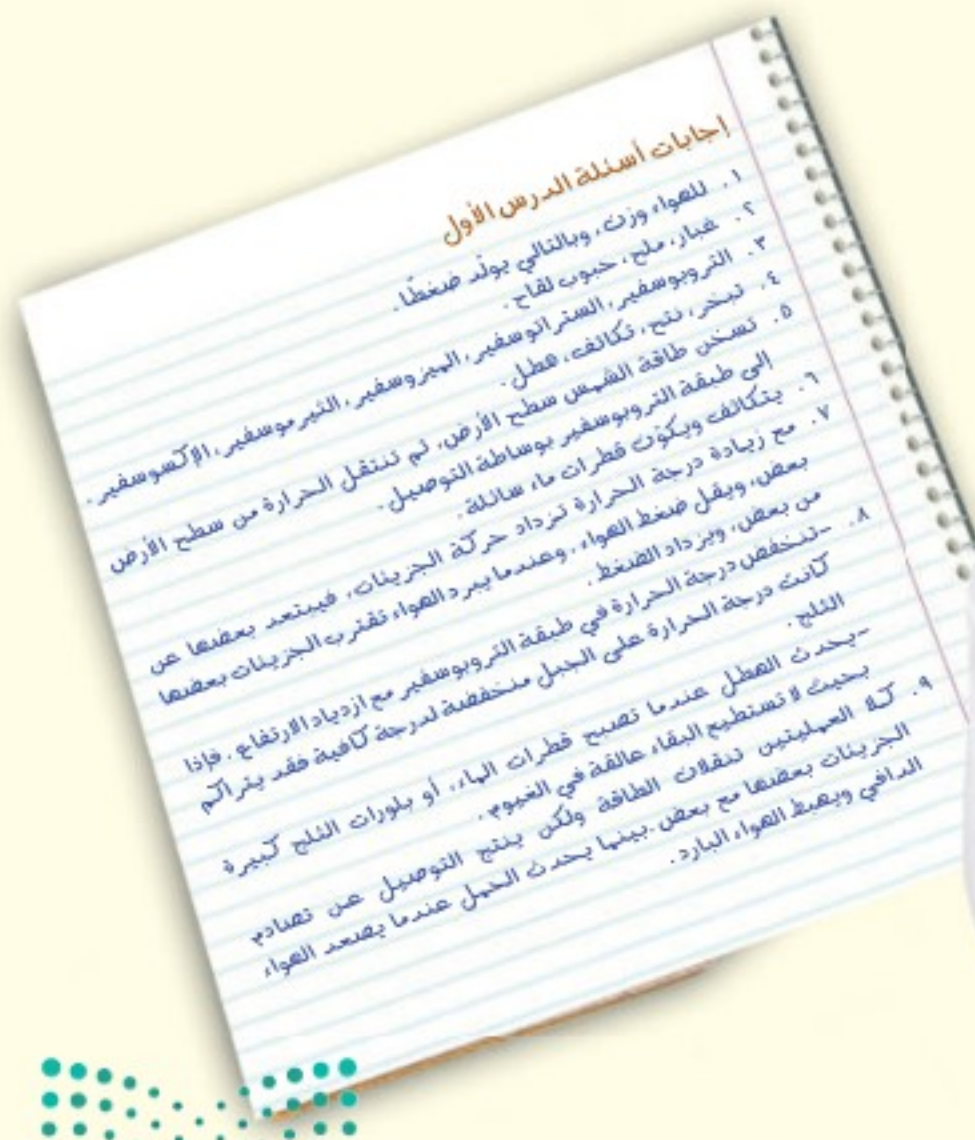 إجابات أسئلة الدرس الأول
١. للهواء وزن، وبالتالي يولّد ضغطًا.
٢. غبار، ملح، حبوب لقاح.
٣. التروبوسفير، الستراتوسفير، الميزوسفير، الثيرموسفير، الإكسوسفير.
٤. تبخر، نتح، تكاثف، هطل.
٥. تسخن طاقة الشمس سطح الأرض، ثم تنتقل الحرارة من سطح الأرض
إلى طبقة التروبوسفير بوساطة التوصيل.
٦. يتكاثف ويكوّن قطرات ماء سائلة.
٧. مع زيادة درجة الحرارة تزداد حركة الجزيئات، فيبتعد بعضها عن
بعض، ويقل ضغط الهواء. وعندما يبرد الهواء تقترب الجزيئات بعضها
من بعض، ويزداد الضغط.
٨. -تنخفض درجة الحرارة في طبقة التروبوسفير مع ازدياد الارتفاع. فإذا
كانت درجة الحرارة على الجبل منخفضة لدرجة كافية فقد يتراكم
الثلج.
-يحدث الهطل عندما تصبح قطرات الماء، أو بلورات الثلج كبيرة
بحيث لا تستطيع البقاء عالقة في الغيوم.
٩. كلا العمليتين تنقلان الطاقة ولكن ينتج التوصيل عن تصادم
الجزيئات بعضها مع بعض. بينما يحدث الحمل عندما يصعد الهواء
الدافئ ويهبط الهواء البارد.